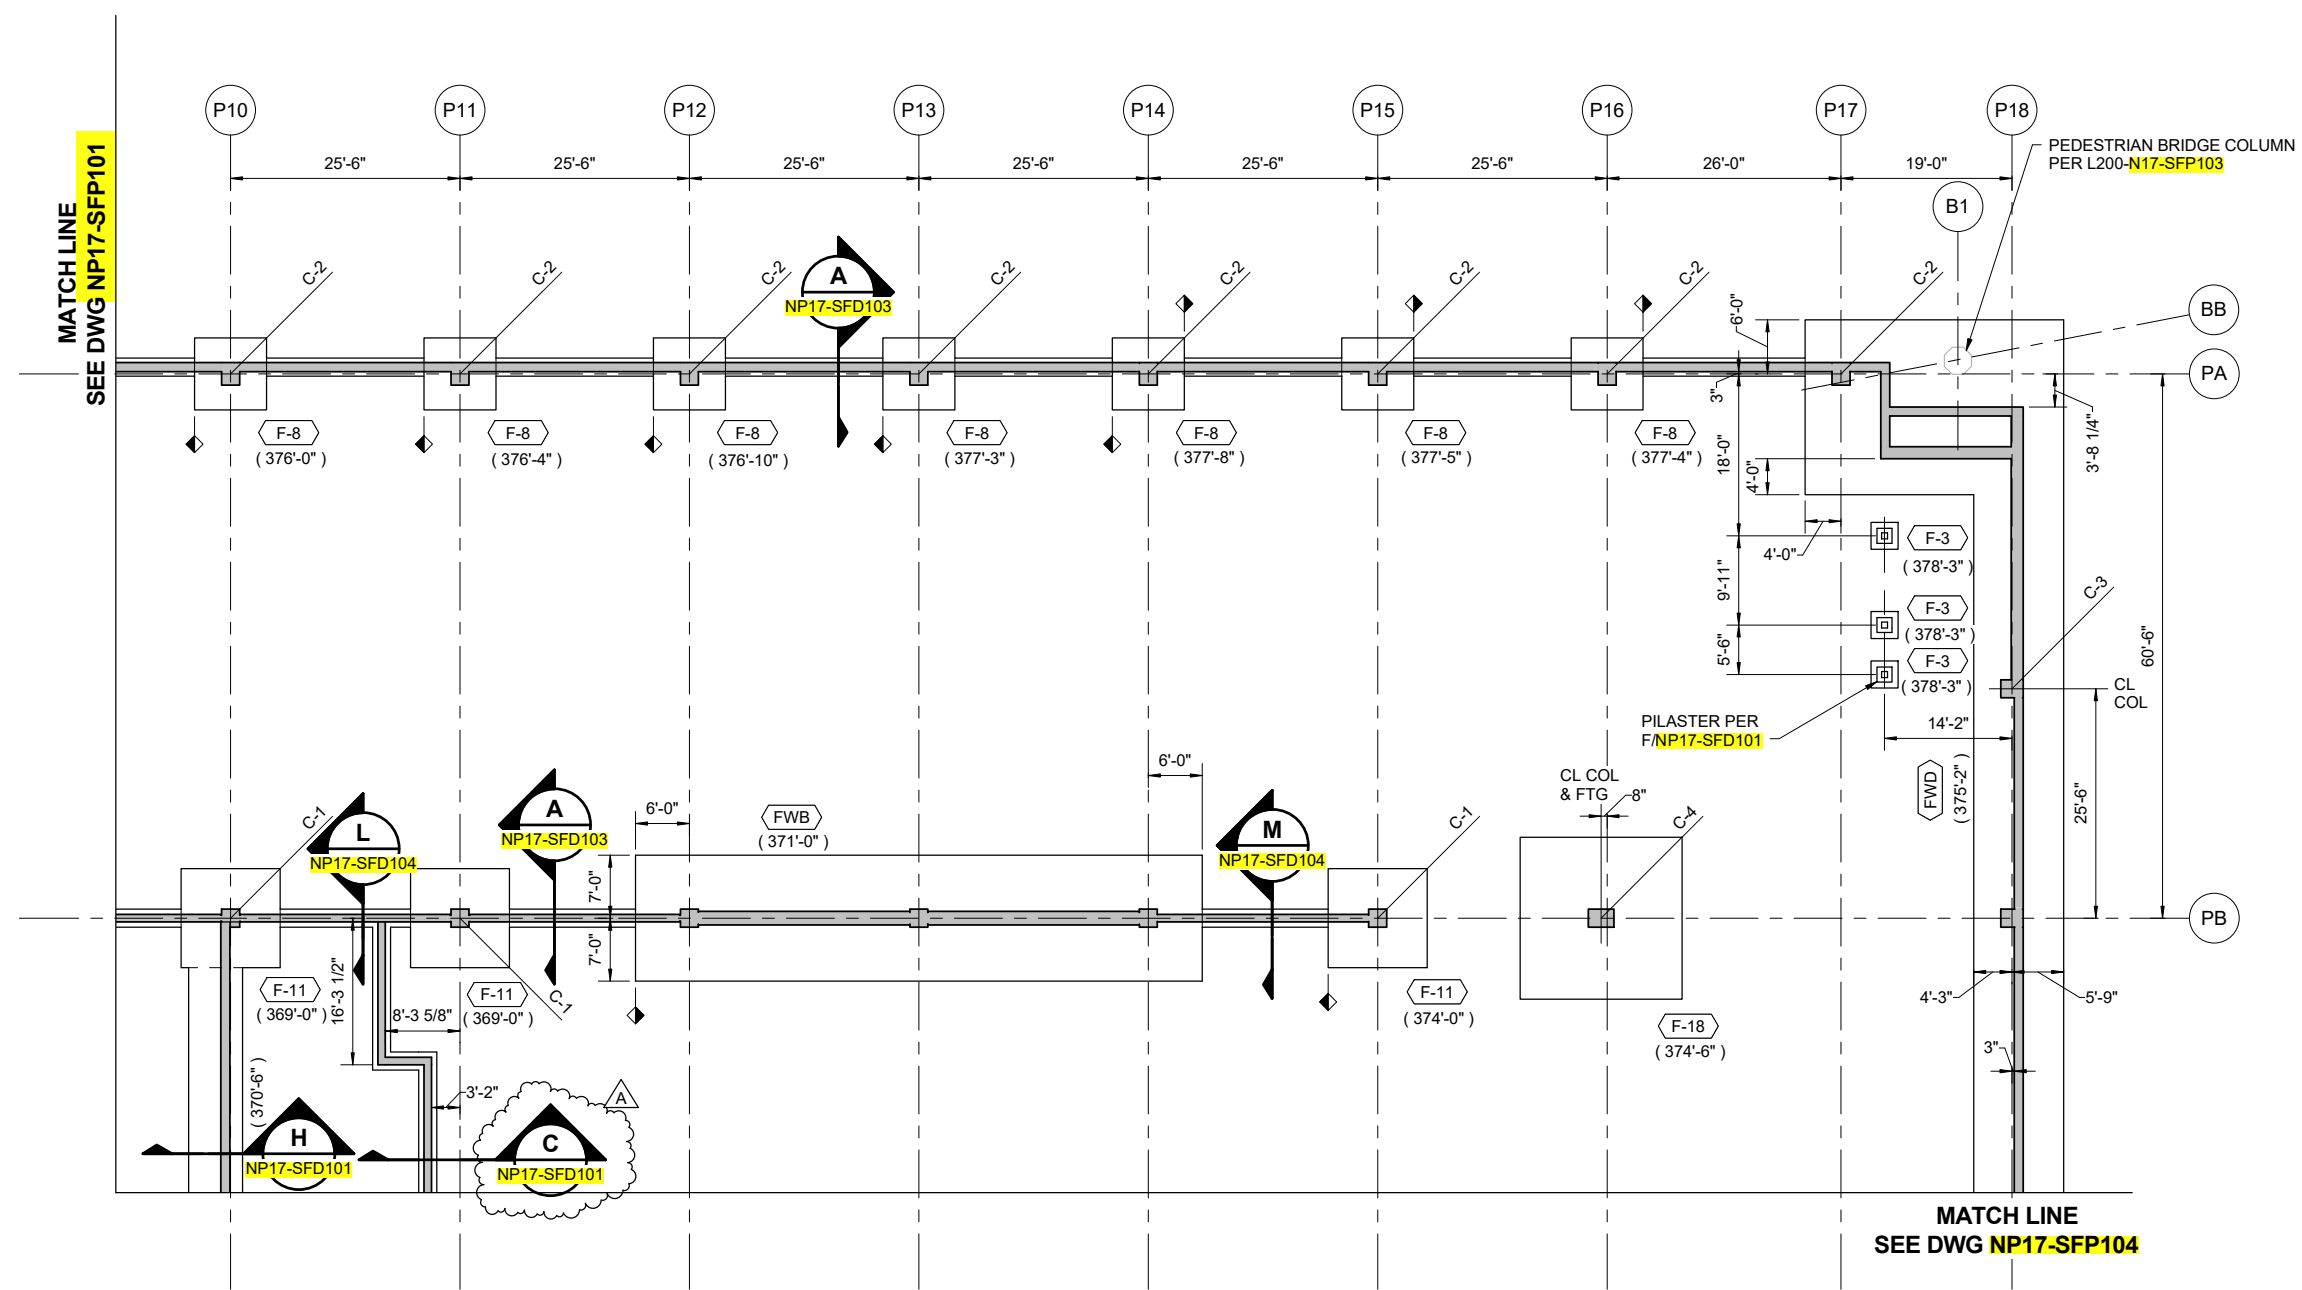 P10
P11
P12
P13
P14
P15
P16
P17
P18
25'-6"
25'-6"
25'-6"
25'-6"
25'-6"
25'-6"
26'-0"
19'-0"
PEDESTRIAN BRIDGE COLUMN
PER L200-N17-SFP103
B1
MATCH LINE
SEE DWG NP17-SFP101
C-2
C-2
C-2
A
NP17-SFD103
C-2
C-2
C-2
C-2
C-2
6'-0"
BB
PA
3"
F-8
( 376'-0" )
F-8
( 376'-4" )
F-8
( 376'-10" )
F-8
( 377'-3" )
F-8
( 377'-8" )
F-8
( 377'-5" )
F-8
( 377'-4" )
18'-0"
4'-0"
3'-8 1/4"
4'-0"
F-3
( 378'-3" )
9'-11"
F-3
( 378'-3" )
5'-6"
F-3
( 378'-3" )
C-3
60'-6"
CL
COL
PILASTER PER
F/NP17-SFD101
14'-2"
FWD
( 375'-2" )
25'-6"
C-1
L
NP17-SFD104
A
NP17-SFD103
6'-0"
FWB
( 371'-0" )
6'-0"
M
NP17-SFD104
C-1
CL COL
& FTG
8"
C-4
7'-0"
7'-0"
PB
F-11
( 369'-0" )
16'-3 1/2"
8'-3 5/8"
F-11
( 369'-0" )
C-1
F-11
( 374'-0" )
F-18
( 374'-6" )
4'-3"
5'-9"
3"
( 370'-6" )
3'-2"
A
H
NP17-SFD101
C
NP17-SFD101
MATCH LINE
SEE DWG NP17-SFP104